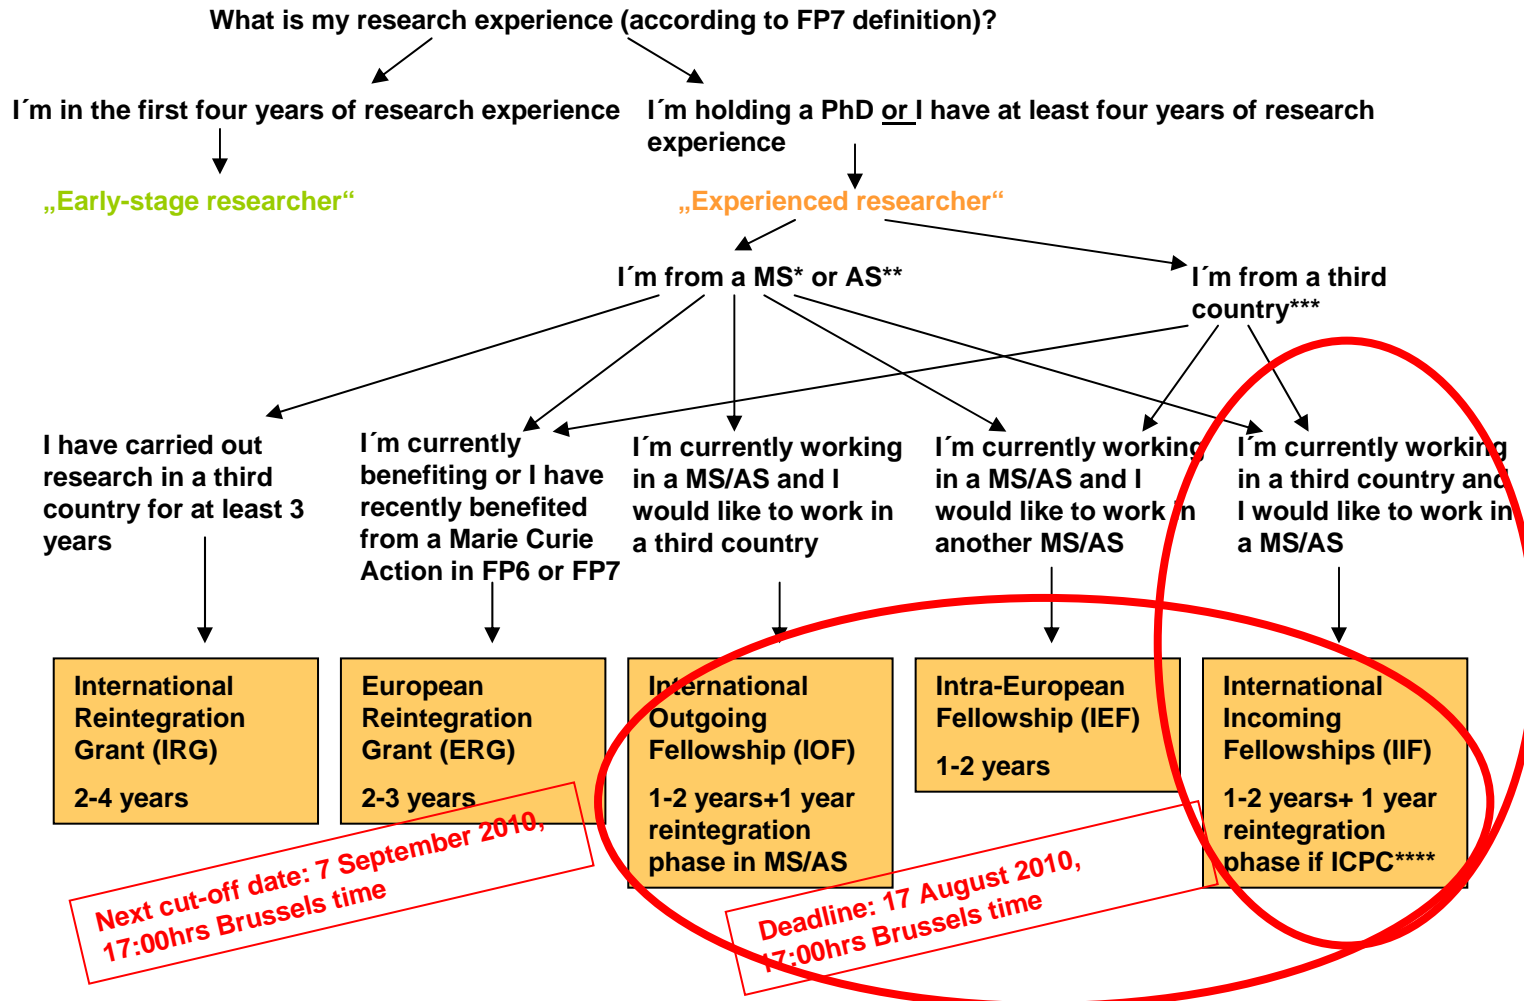 What is my research experience (according to FP7 definition)?
I´m in the first four years of research experience
I´m holding a PhD or I have at least four years of research
experience
„Early-stage researcher“
„Experienced researcher“
I´m from a MS* or AS**
I´m from a third
country***
I have carried out
research in a third
country for at least 3
years
I´m currently
benefiting or I have
recently benefited
from a Marie Curie
Action in FP6 or FP7
I´m currently working
in a MS/AS and I
would like to work in
a third country
I´m currently working
in a MS/AS and I
would like to work in
another MS/AS
I´m currently working
in a third country and
I would like to work in
a MS/AS
International
Reintegration
Grant (IRG)
2-4 years
European
Reintegration
Grant (ERG)
2-3 years
International
Outgoing
Fellowship (IOF)
1-2 years+1 year
reintegration
phase in MS/AS
Intra-European
Fellowship (IEF)
1-2 years
International
Incoming
Fellowships (IIF)
1-2 years+ 1 year
reintegration
phase if ICPC****
Next cut-off date: 7 September 2010,
17:00hrs Brussels time
Deadline: 17 August 2010,
17:00hrs Brussels time